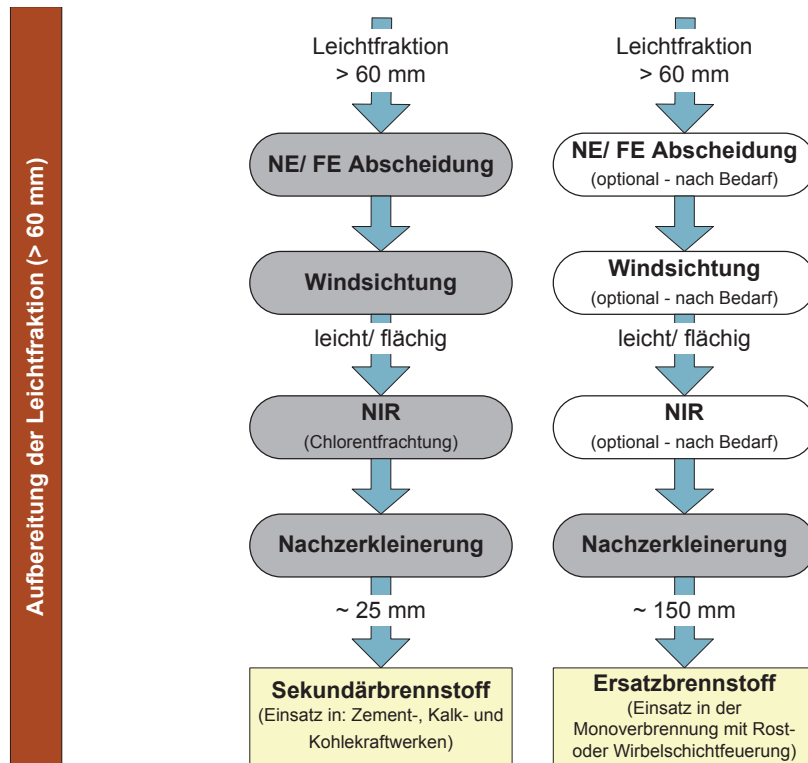 Aufbereitung der Leichtfraktion (> 60 mm)
Leichtfraktion
> 60 mm
NE/ FE Abscheidung
Windsichtung
leicht/ flächig
NIR
(Chlorentfrachtung)
Nachzerkleinerung
~ 25 mm
Sekundärbrennstoff
(Einsatz in: Zement-, Kalk- und
Kohlekraftwerken)
Leichtfraktion
> 60 mm
NE/ FE Abscheidung
(optional - nach Bedarf)
Windsichtung
(optional - nach Bedarf)
leicht/ flächig
NIR
(optional - nach Bedarf)
Nachzerkleinerung
~ 150 mm
Ersatzbrennstoff
(Einsatz in der
Monoverbrennung mit Rost-
oder Wirbelschichtfeuerung)